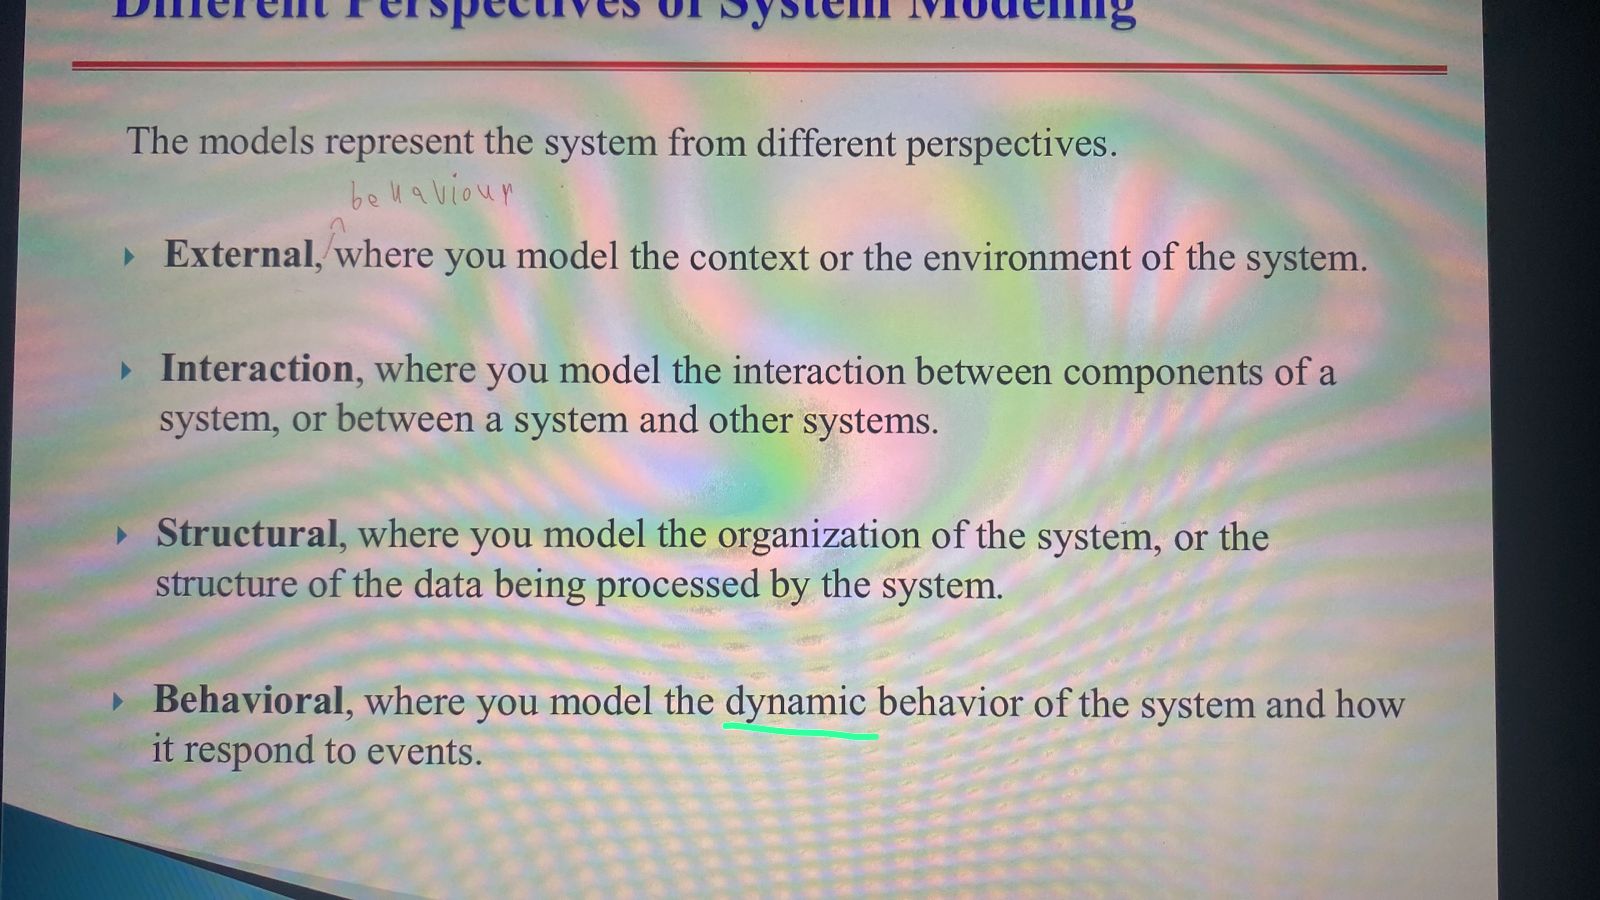 Different Perspectives of System Modeling
The models represent the system from different perspectives.
behaviour
External, where you model the context or the environment of the system.
Interaction, where you model the interaction between components of a
system, or between a system and other systems.
Structural, where you model the organization of the system, or the
structure of the data being processed by the system.
Behavioral, where you model the dynamic behavior of the system and how
it respond to events.